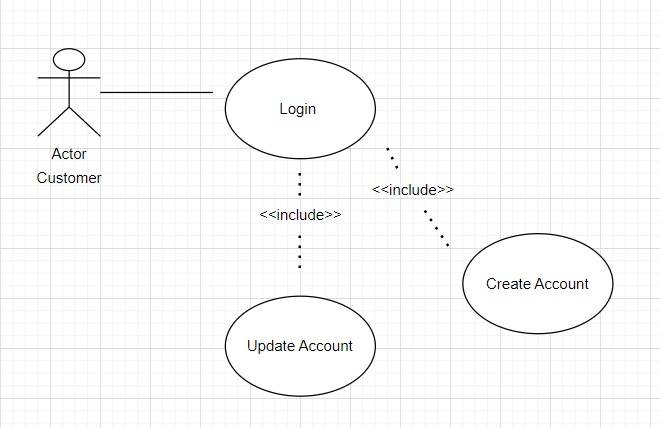 Login
Actor
Customer
<<include>>
<<include>>
Create Account
Update Account